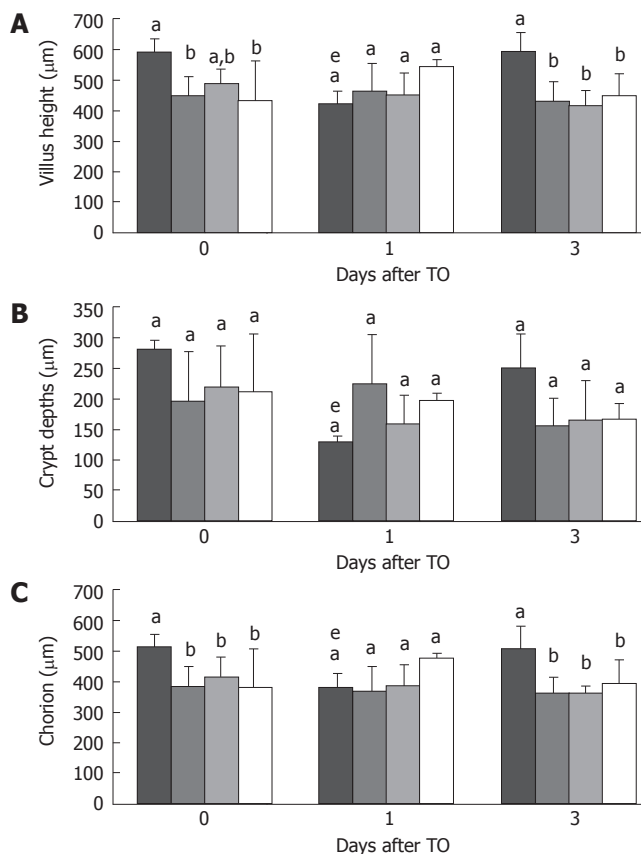 A
Villus height (μm)
700
600
500
400
300
200
100
0
a b a,b b
e
a a a a
a b b b
0 1 3
Days after TO
B
Crypt depths (μm)
350
300
250
200
150
100
50
0
a a a a
e
a a a a
a a a a
0 1 3
Days after TO
C
Chorion (μm)
700
600
500
400
300
200
100
0
a b b b
e
a a a a
a b b b
0 1 3
Days after TO